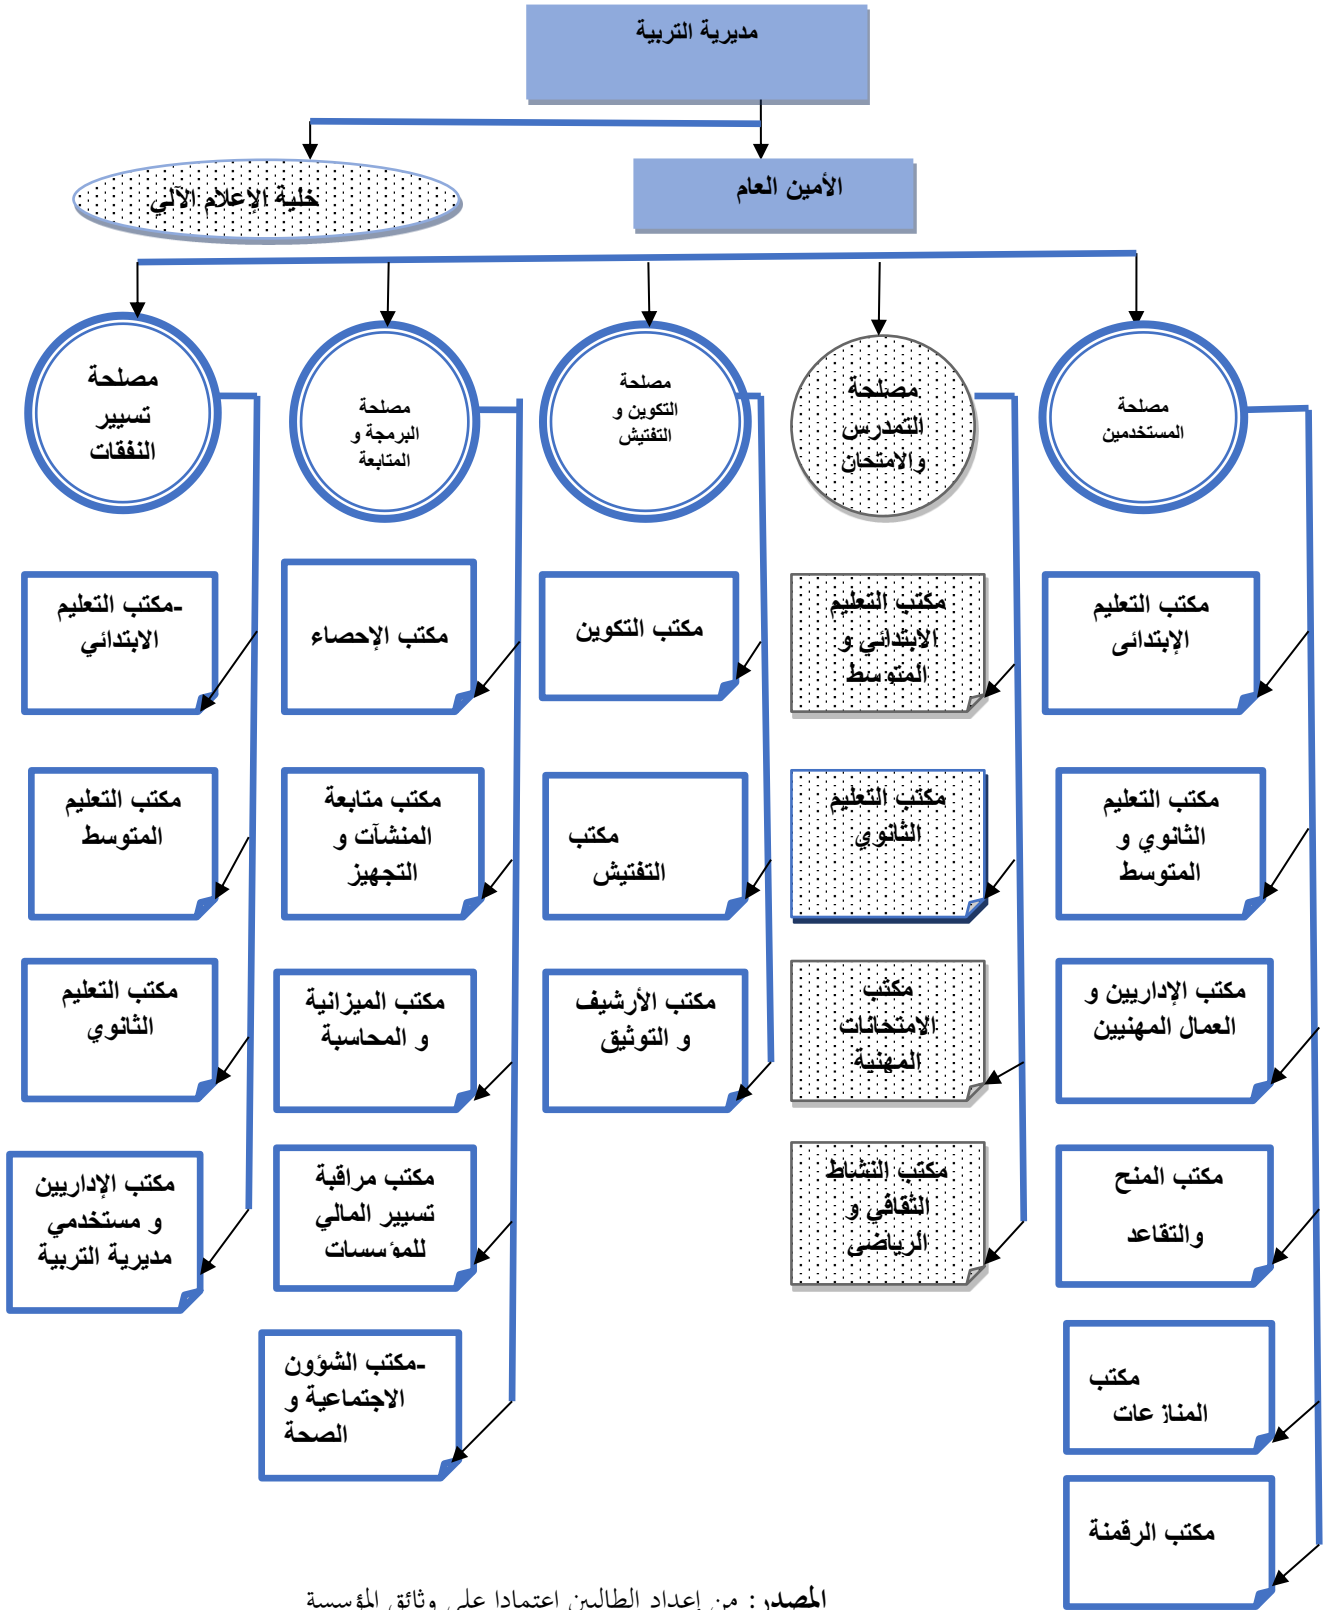 مديرية التربية
الأمين العام
خلية الإعلام الآلي
مصلحة
المستخدمين
مصلحة
التمدرس
والامتحان
مصلحة
التكوين و
التفتيش
مصلحة
البرمجة و
المتابعة
مصلحة
تسيير
النفقات
مكتب التعليم
الإبتدائى
مكتب التعليم
الابتدائي و
المتوسط
مكتب التكوين
مكتب الإحصاء
-مكتب التعليم
الابتدائي
مكتب التعليم
الثانوي و
المتوسط
مكتب التعليم
الثانوي
مكتب
التفتيش
مكتب متابعة
المنشآت و
التجهيز
مكتب التعليم
المتوسط
مكتب الإداريين و
العمال المهنيين
مكتب
الامتحانات
المهنية
مكتب الأرشيف
و التوثيق
مكتب الميزانية
و المحاسبة
مكتب التعليم
الثانوي
مكتب المنح
والتقاعد
مكتب النشاط
الثقافي و
الرياضي
مكتب مراقبة
تسيير المالي
للمؤسسات
مكتب الإداريين
و مستخدمي
مديرية التربية
مكتب
المنازعات
-مكتب الشؤون
الاجتماعية و
الصحة
مكتب الرقمنة
المصدر: من إعداد الطالبين اعتمادا على وثائق المؤسسة